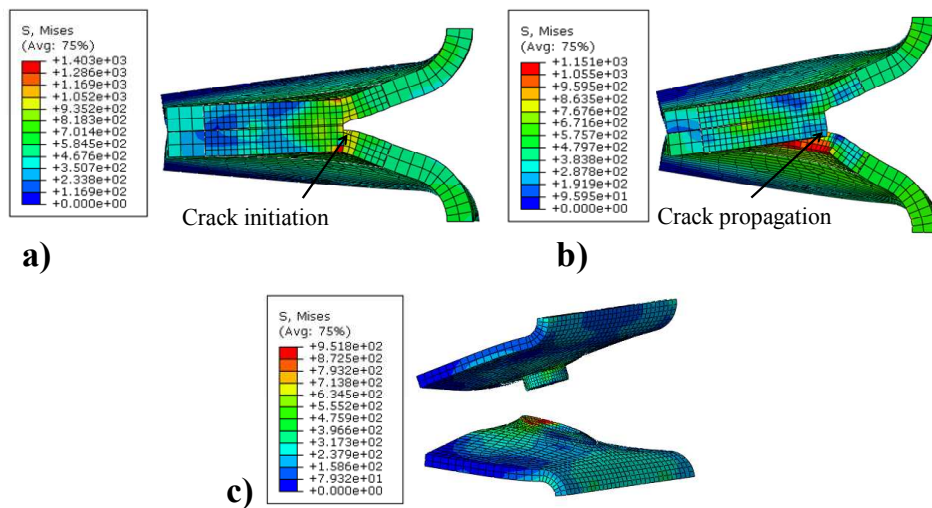 S, Mises
(Avg: 75%)
+1.403e+03
+1.286e+03
+1.169e+03
+1.052e+03
+9.352e+02
+8.183e+02
+7.014e+02
+5.845e+02
+4.676e+02
+3.507e+02
+2.338e+02
+1.169e+02
+0.000e+00
Crack initiation
a)
S, Mises
(Avg: 75%)
+1.151e+03
+1.055e+03
+9.595e+02
+8.635e+02
+7.676e+02
+6.716e+02
+5.757e+02
+4.797e+02
+3.838e+02
+2.878e+02
+1.919e+02
+9.595e+01
+0.000e+00
Crack propagation
b)
S, Mises
(Avg: 75%)
+9.518e+02
+8.725e+02
+7.932e+02
+7.138e+02
+6.345e+02
+5.552e+02
+4.759e+02
+3.966e+02
+3.173e+02
+2.379e+02
+1.586e+02
+7.932e+01
+0.000e+00
c)